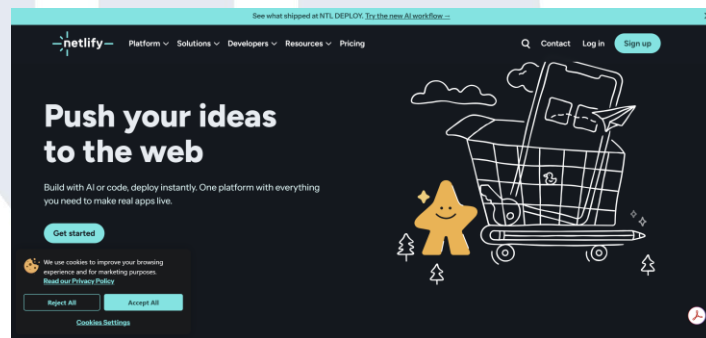 See what shipped at NTL DEPLOY. Try the new AI workflow →
netlify Platform Solutions Developers Resources Pricing Contact Log in Sign up
Push your ideas
to the web
Build with AI or code, deploy instantly. One platform with everything
you need to make real apps live.
Get started
We use cookies to improve your browsing
experience and for marketing purposes.
Read our Privacy Policy
Reject All Accept All
Cookies Settings